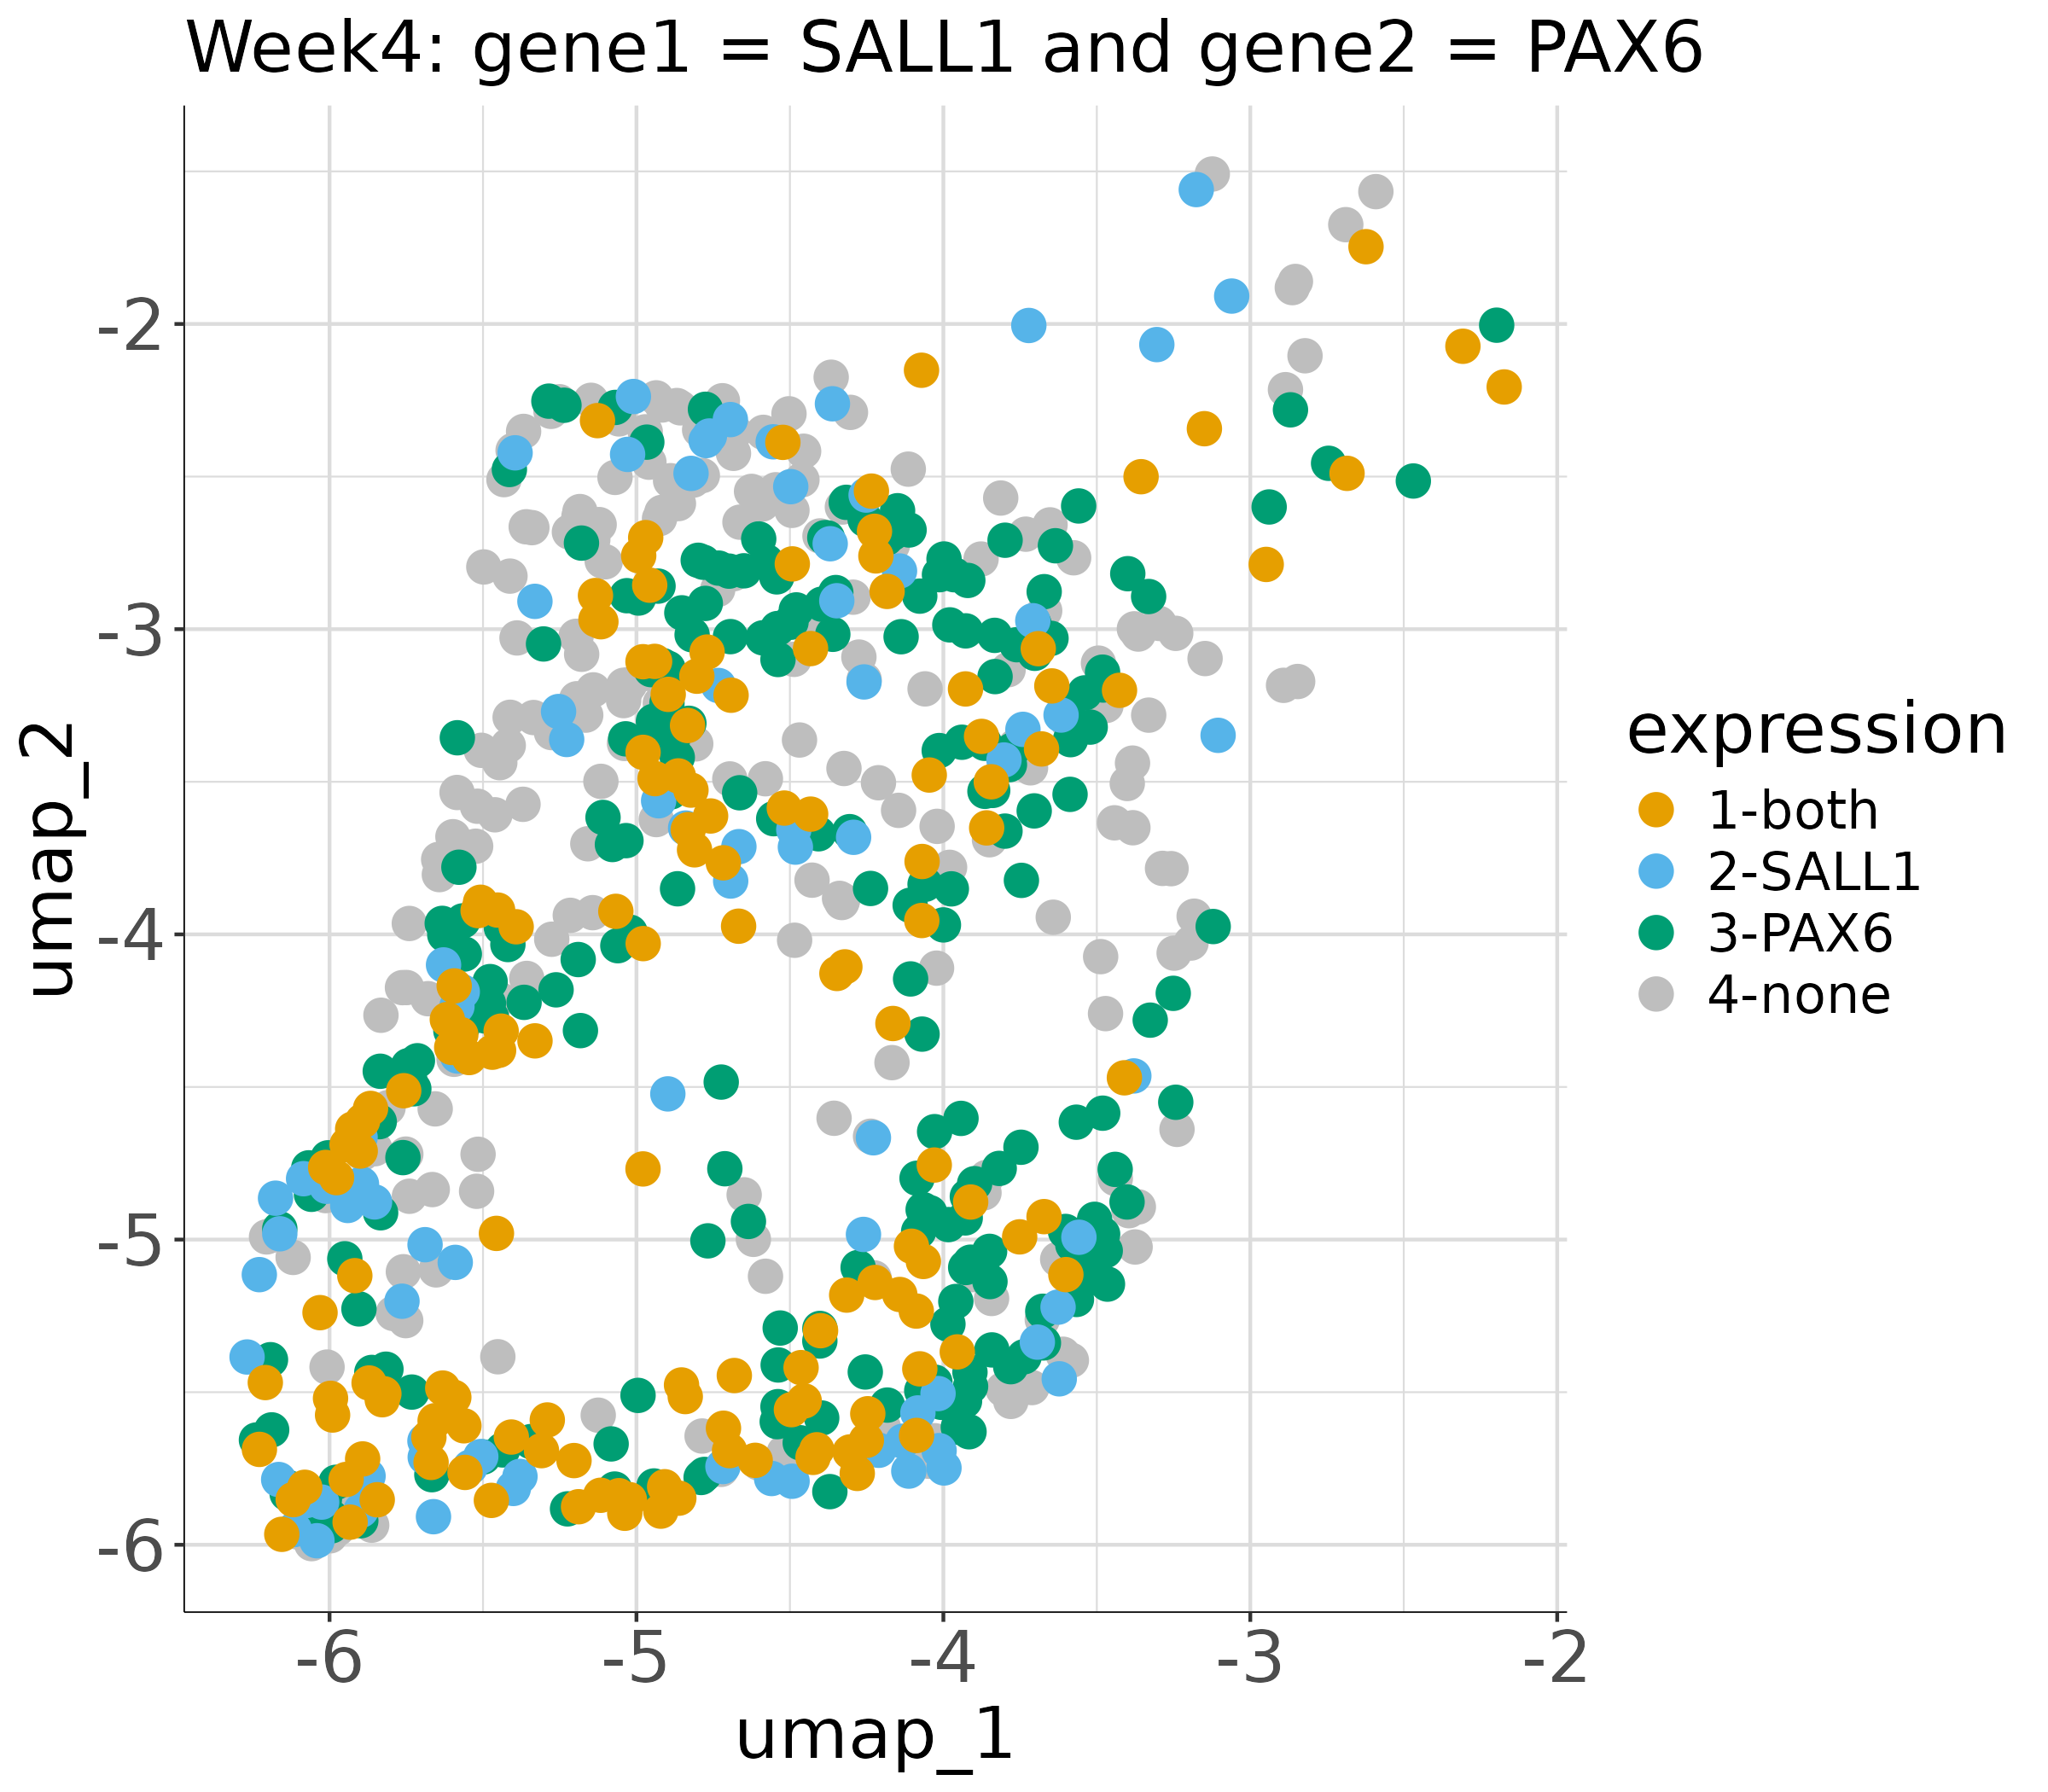 Week4: gene1 = SALL1 and gene2 = PAX6
umap_2
-2
-3
-4
-5
-6
-6 -5 -4 -3 -2
umap_1
expression
1-both
2-SALL1
3-PAX6
4-none